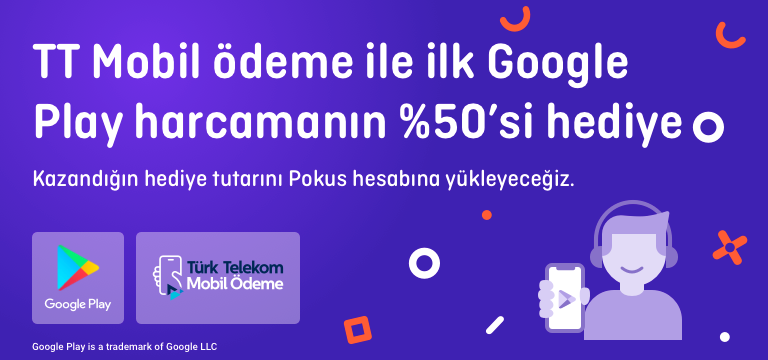 TT Mobil ödeme ile ilk Google
Play harcamanın %50'si hediye
Kazandığın hediye tutarını Pokus hesabına yükleyeceğiz.
Google Play
Türk Telekom
Mobil Ödeme
Google Play is a trademark of Google LLC